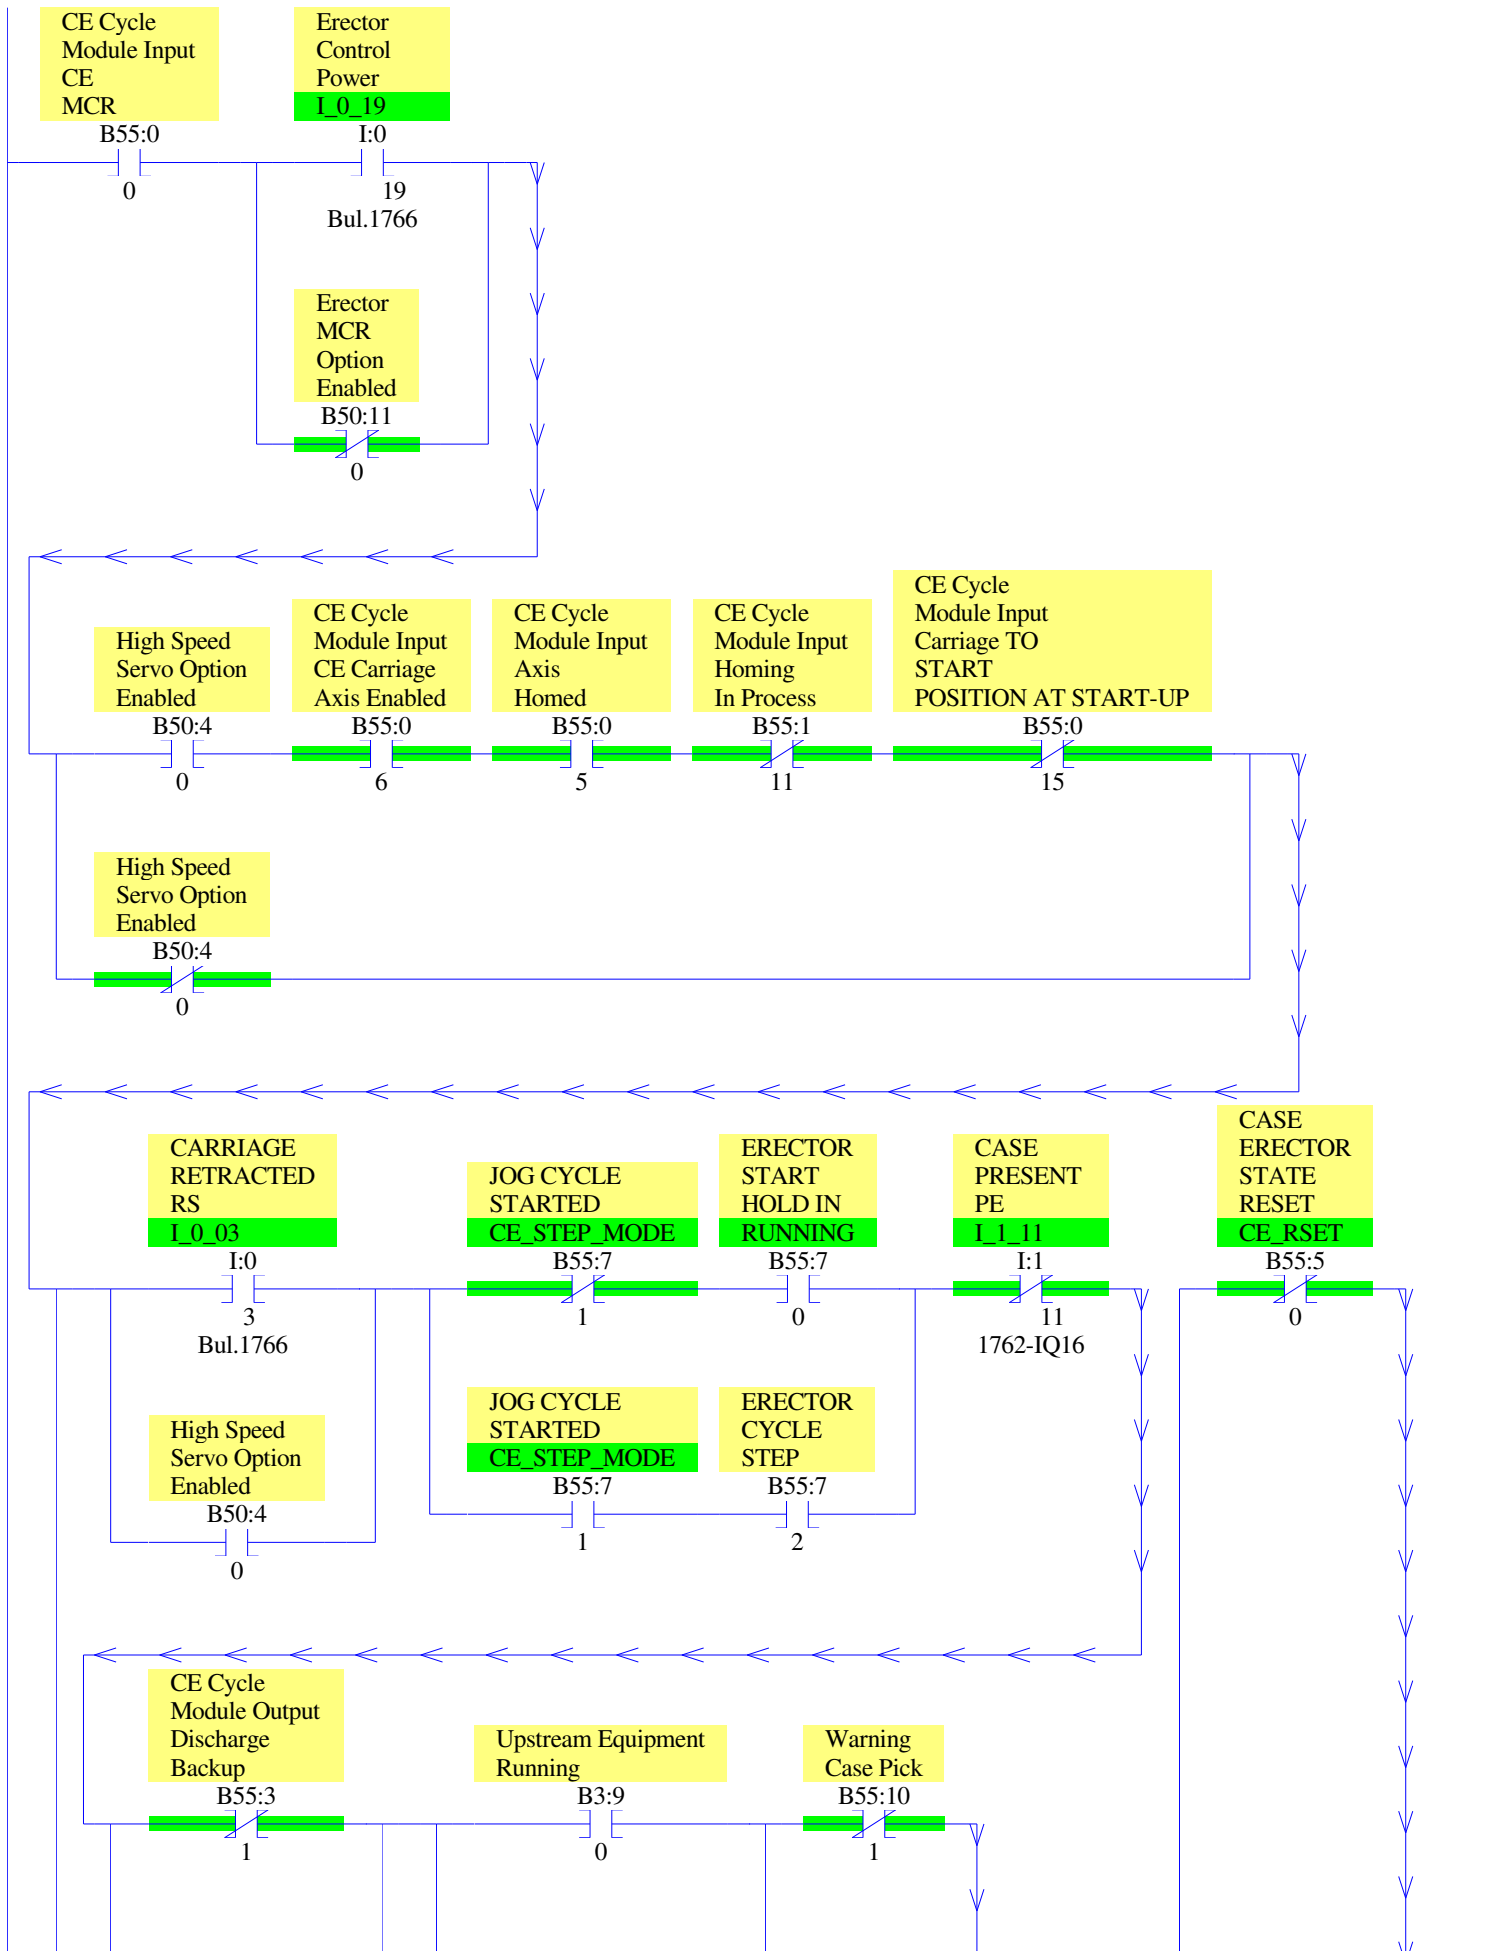 CE Cycle
Module Input
CE
MCR
B55:0
0
Erector
Control
Power
I_0_19
I:0
19
Bul.1766
Erector
MCR
Option
Enabled
B50:11
0
High Speed
Servo Option
Enabled
B50:4
0
CE Cycle
Module Input
CE Carriage
Axis Enabled
B55:0
6
CE Cycle
Module Input
Axis
Homed
B55:0
5
CE Cycle
Module Input
Homing
In Process
B55:1
11
CE Cycle
Module Input
Carriage TO
START
POSITION AT START-UP
B55:0
15
High Speed
Servo Option
Enabled
B50:4
0
CARRIAGE
RETRACTED
RS
I_0_03
I:0
3
Bul.1766
JOG CYCLE
STARTED
CE_STEP_MODE
B55:7
1
ERECTOR
START
HOLD IN
RUNNING
B55:7
0
CASE
PRESENT
PE
I_1_11
I:1
11
1762-IQ16
CASE
ERECTOR
STATE
RESET
CE_RSET
B55:5
0
High Speed
Servo Option
Enabled
B50:4
0
JOG CYCLE
STARTED
CE_STEP_MODE
B55:7
1
ERECTOR
CYCLE
STEP
B55:7
2
CE Cycle
Module Output
Discharge
Backup
B55:3
1
Upstream Equipment
Running
B3:9
0
Warning
Case Pick
B55:10
1